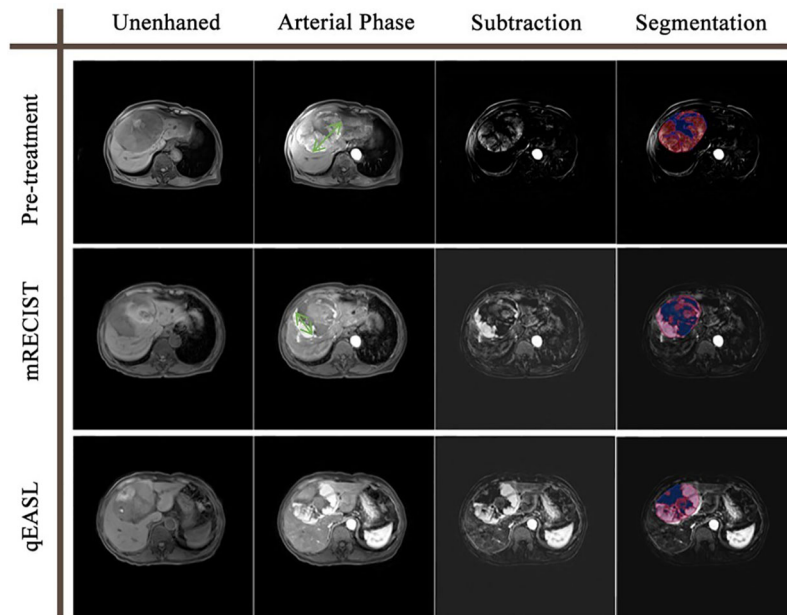 Unenhaned
Arterial Phase
Subtraction
Segmentation
Pre-treatment
mRECIST
qEASL